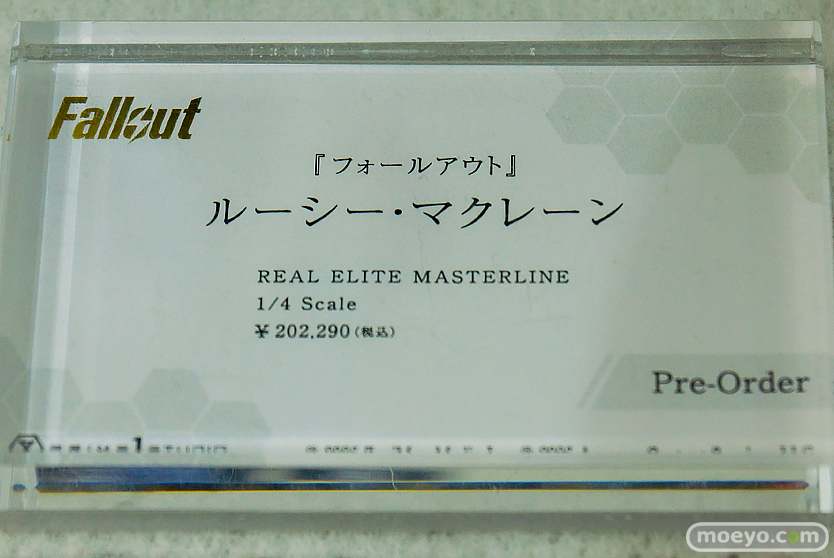 Fallout
『フォールアウト』
ルーシー・マクレーン
REAL ELITE MASTERLINE
1/4 Scale
¥202,290(税込)
Pre-Order
moeyo.com